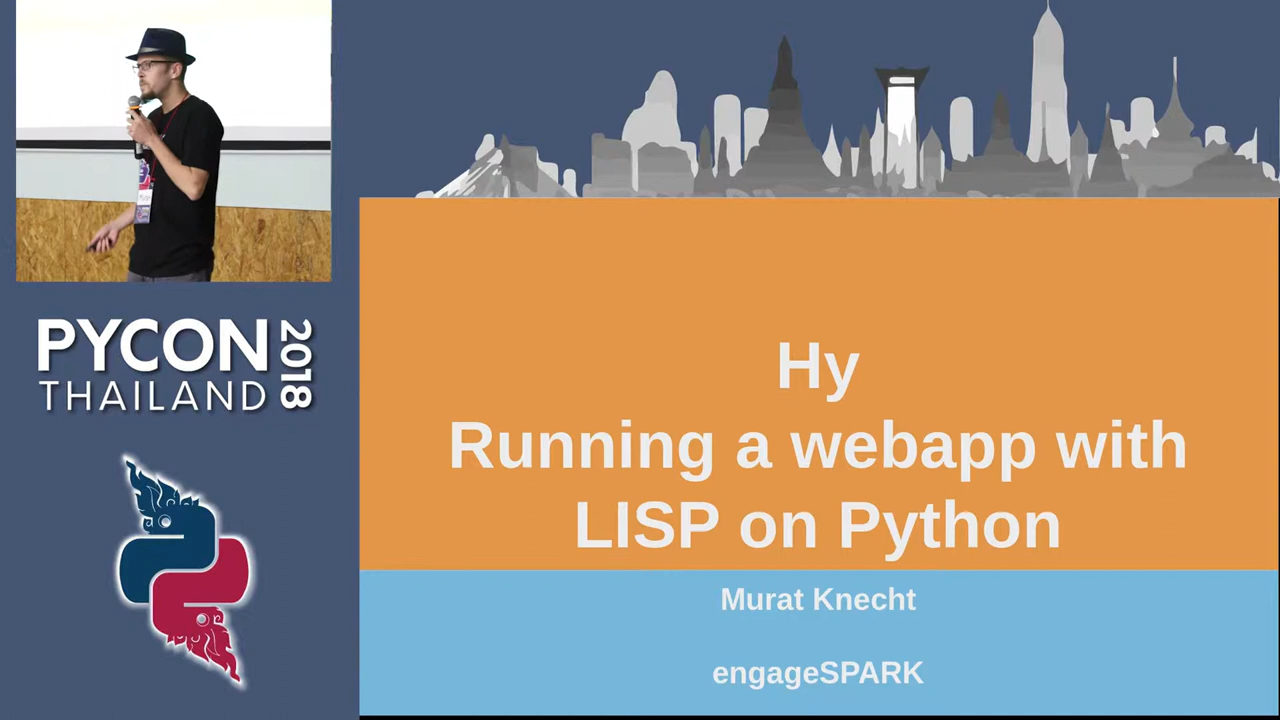 PYCON 2018
THAILAND
Hy
Running a webapp with
LISP on Python
Murat Knecht
engageSPARK